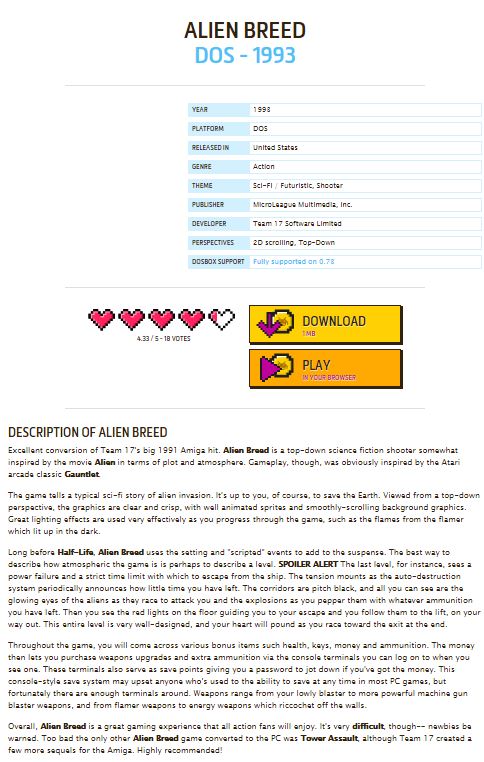 ALIEN BREED
DOS - 1993
YEAR 1993
PLATFORM DOS
RELEASED IN United States
GENRE Action
THEME Sci-Fi / Futuristic, Shooter
PUBLISHER MicroLeague Multimedia, Inc.
DEVELOPER Team 17 Software Limited
PERSPECTIVES 2D scrolling, Top-Down
DOSBOX SUPPORT Fully supported on 0.73
4.33 / 5 - 18 VOTES
DOWNLOAD
1 MB
PLAY
IN YOUR BROWSER
DESCRIPTION OF ALIEN BREED
Excellent conversion of Team 17's big 1991 Amiga hit. Alien Breed is a top-down science fiction shooter somewhat
inspired by the movie Alien in terms of plot and atmosphere. Gameplay, though, was obviously inspired by the Atari
arcade classic Gauntlet.
The game tells a typical sci-fi story of alien invasion. It's up to you, of course, to save the Earth. Viewed from a top-down
perspective, the graphics are clear and crisp, with well animated sprites and smoothly-scrolling background graphics.
Great lighting effects are used very effectively as you progress through the game, such as the flames from the flamer
which lit up in the dark.
Long before Half-Life, Alien Breed uses the setting and "scripted" events to add to the suspense. The best way to
describe how atmospheric the game is is perhaps to describe a level. SPOILER ALERT The last level, for instance, sees a
power failure and a strict time limit with which to escape from the ship. The tension mounts as the auto-destruction
system periodically announces how little time you have left. The corridors are pitch black, and all you can see are the
glowing eyes of the aliens as they race to attack you and the explosions as you pepper them with whatever ammunition
you have left. Then you see the red lights on the floor guiding you to your escape and you follow them to the lift, on your
way out. This entire level is very well-designed, and your heart will pound as you race toward the exit at the end.
Throughout the game, you will come across various bonus items such health, keys, money and ammunition. The money
then lets you purchase weapons upgrades and extra ammunition via the console terminals you can log on to when you
see one. These terminals also serve as save points giving you a password to jot down if you've got the money. This
console-style save system may upset anyone who's used to the ability to save at any time in most PC games, but
fortunately there are enough terminals around. Weapons range from your lowly blaster to more powerful machine gun
blaster weapons, and from flamer weapons to energy weapons which riccochet off the walls.
Overall, Alien Breed is a great gaming experience that all action fans will enjoy. It's very difficult, though-- newbies be
warned. Too bad the only other Alien Breed game converted to the PC was Tower Assault, although Team 17 created a
few more sequels for the Amiga. Highly recommended!